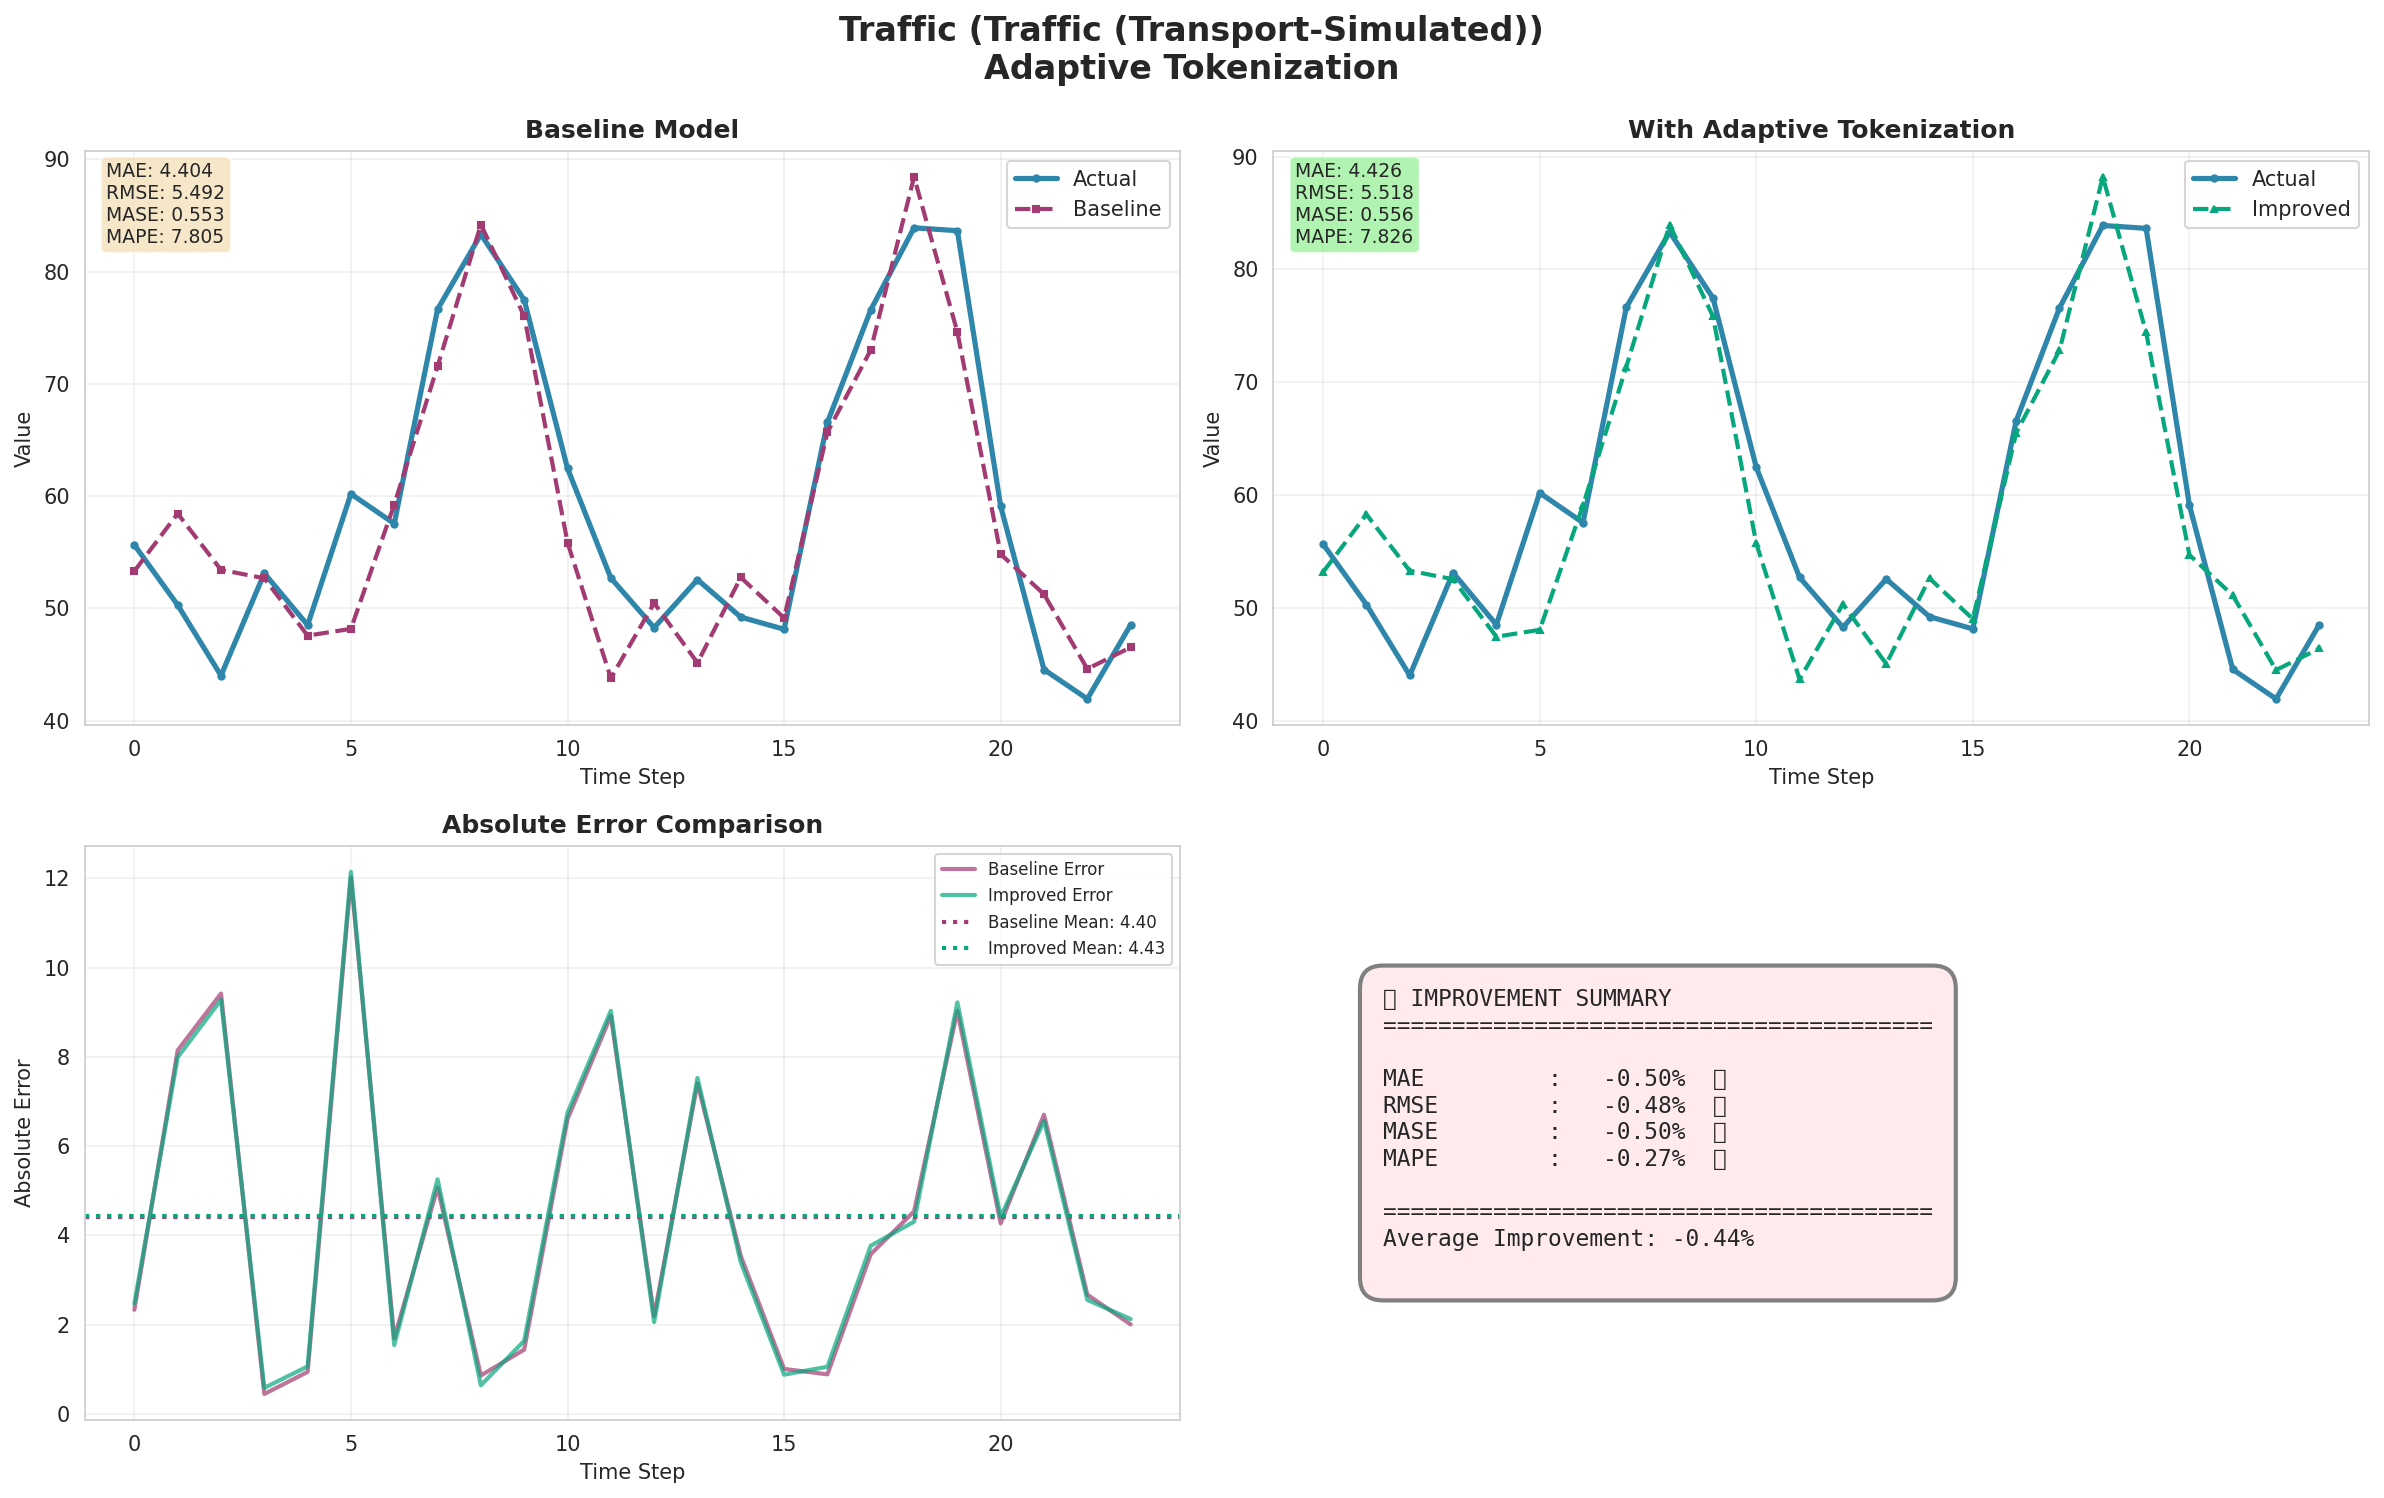 Traffic (Traffic (Transport-Simulated))
Adaptive Tokenization
Baseline Model
MAE: 4.404
RMSE: 5.492
MASE: 0.553
MAPE: 7.805
Actual
Baseline
90
80
70
60
50
40
Value
0 5 10 15 20
Time Step
With Adaptive Tokenization
MAE: 4.426
RMSE: 5.518
MASE: 0.556
MAPE: 7.826
Actual
Improved
90
80
70
60
50
40
Value
0 5 10 15 20
Time Step
Absolute Error Comparison
Baseline Error
Improved Error
Baseline Mean: 4.40
Improved Mean: 4.43
12
10
8
6
4
2
0
Absolute Error
0 5 10 15 20
Time Step
IMPROVEMENT SUMMARY
========================================
MAE : -0.50%
RMSE : -0.48%
MASE : -0.50%
MAPE : -0.27%
========================================
Average Improvement: -0.44%